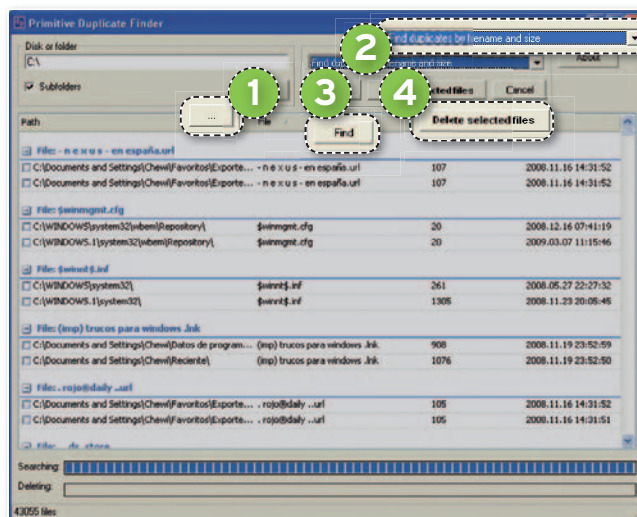 Primitive Duplicate Finder
Disk or folder
C:\
Find duplicates by filename and size
About
Subfolders
Cancel
1
2
3
4
...
Find
Delete selected files
Path
File
File: - n e x u s - en españa.url
C:\Documents and Settings\Chewi\Favoritos\Exporte... - n e x u s - en españa.url 107 2008.11.16 14:31:52
C:\Documents and Settings\Chewi\Favoritos\Exporte... - n e x u s - en españa.url 107 2008.11.16 14:31:52
File: $winmgmt.cfg
C:\WINDOWS\system32\wbem\Repository\ $winmgmt.cfg 20 2008.12.16 07:41:19
C:\WINDOWS.1\system32\wbem\Repository\ $winmgmt.cfg 20 2009.03.07 11:15:46
File: $winnt$.inf
C:\WINDOWS\system32\ $winnt$.inf 261 2008.05.27 22:27:32
C:\WINDOWS.1\system32\ $winnt$.inf 1305 2008.11.23 20:05:45
File: (imp) trucos para windows .lnk
C:\Documents and Settings\Chewi\Datos de program... (imp) trucos para windows .lnk 908 2008.11.19 23:52:59
C:\Documents and Settings\Chewi\Reciente\ (imp) trucos para windows .lnk 1076 2008.11.19 23:52:50
File: . rojo@daily ..url
C:\Documents and Settings\Chewi\Favoritos\Exporte... . rojo@daily ..url 105 2008.11.16 14:31:52
C:\Documents and Settings\Chewi\Favoritos\Exporte... . rojo@daily ..url 105 2008.11.16 14:31:51
Searching:
Deleting:
43055 files